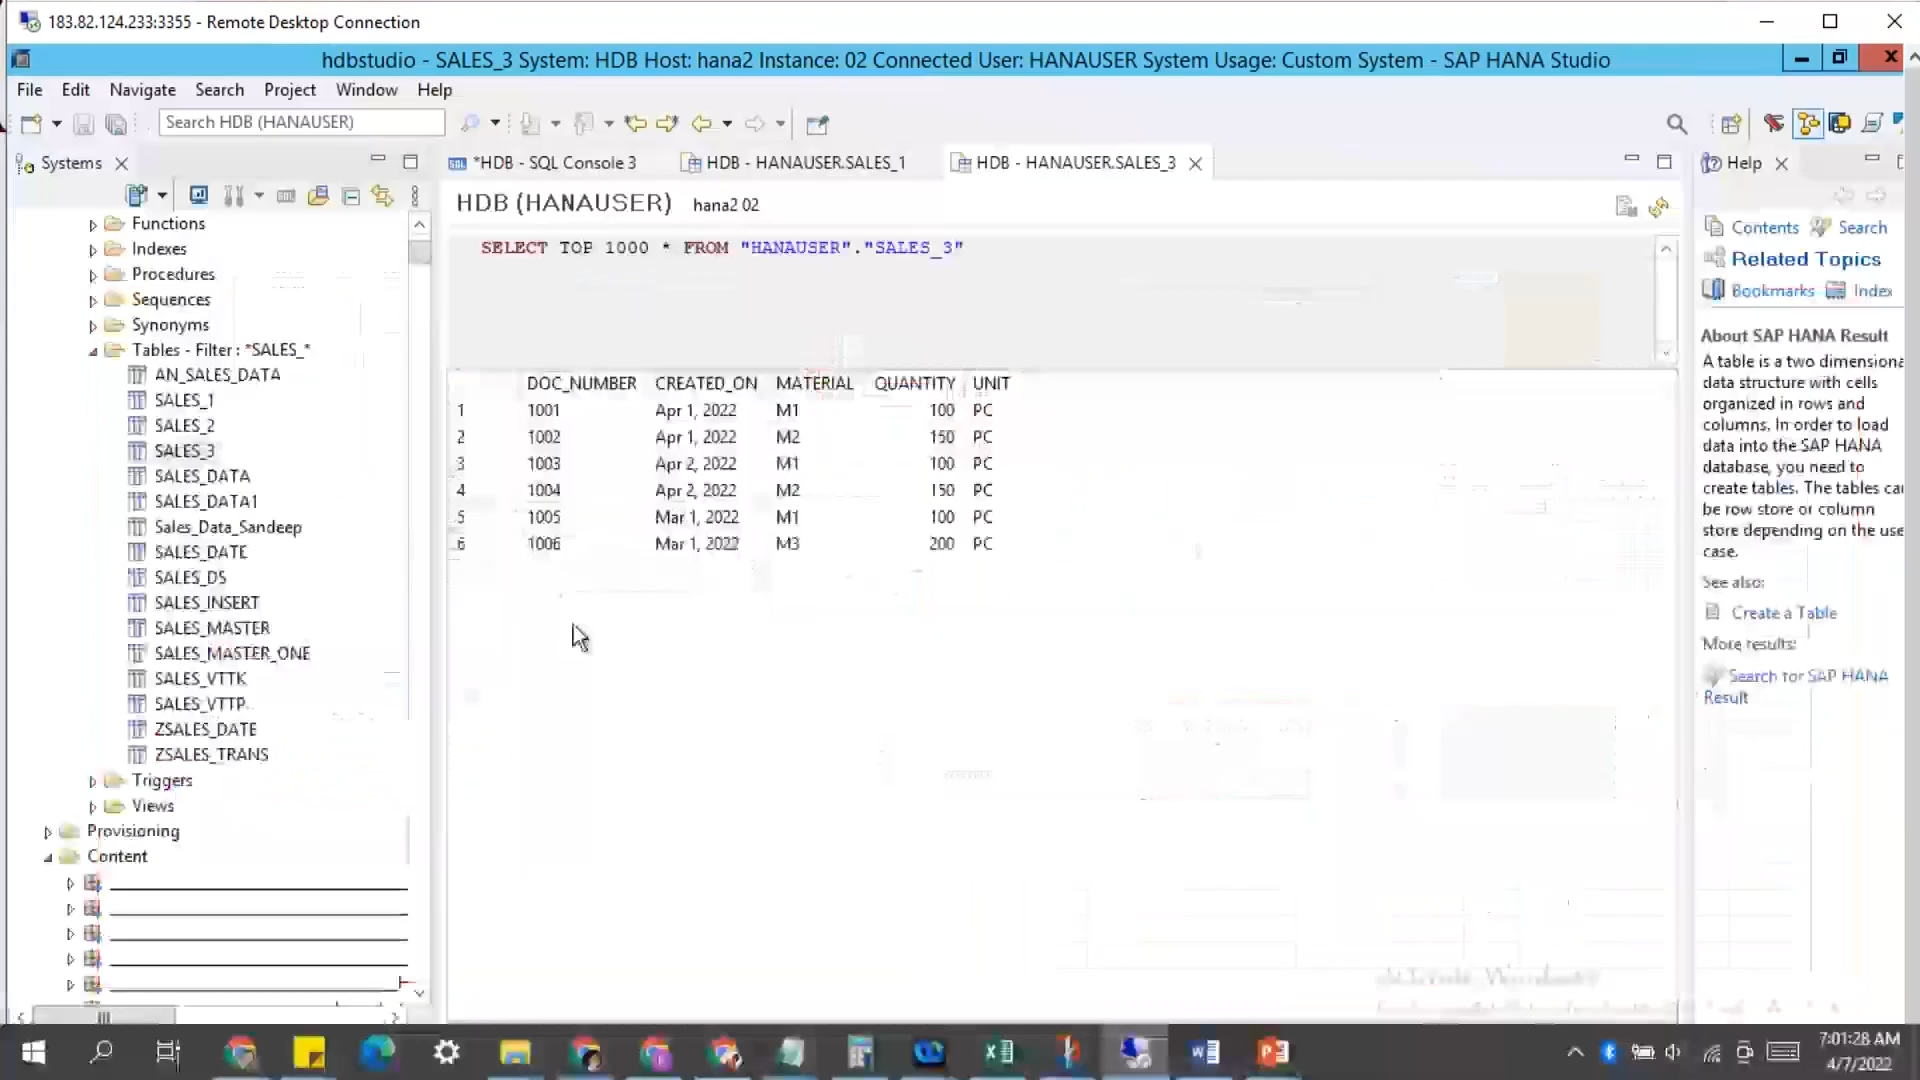 183.82.124.233:3355 - Remote Desktop Connection
hdbstudio - SALES_3 System: HDB Host: hana2 Instance: 02 Connected User: HANAUSER System Usage: Custom System - SAP HANA Studio
File Edit Navigate Search Project Window Help
Search HDB (HANAUSER)
Systems
*HDB - SQL Console 3
HDB - HANAUSER.SALES_1
HDB - HANAUSER.SALES_3
Help
HDB (HANAUSER) hana2 02
SELECT TOP 1000 * FROM "HANAUSER"."SALES_3"
Functions
Indexes
Procedures
Sequences
Synonyms
Tables - Filter : *SALES_*
AN_SALES_DATA
SALES_1
SALES_2
SALES_3
SALES_DATA
SALES_DATA1
Sales_Data_Sandeep
SALES_DATE
SALES_DS
SALES_INSERT
SALES_MASTER
SALES_MASTER_ONE
SALES_VTTK
SALES_VTTP
ZSALES_DATE
ZSALES_TRANS
Triggers
Views
Provisioning
Content
DOC_NUMBER CREATED_ON MATERIAL QUANTITY UNIT
1 1001 Apr 1, 2022 M1 100 PC
2 1002 Apr 1, 2022 M2 150 PC
3 1003 Apr 2, 2022 M1 100 PC
4 1004 Apr 2, 2022 M2 150 PC
5 1005 Mar 1, 2022 M1 100 PC
6 1006 Mar 1, 2022 M3 200 PC
Contents Search
Related Topics
Bookmarks Index
About SAP HANA Result
A table is a two dimensiona
data structure with cells
organized in rows and
columns. In order to load
data into the SAP HANA
database, you need to
create tables. The tables ca
be row store or column
store depending on the use
case.
See also:
Create a Table
More results:
Search for SAP HANA
Result
7:01:28 AM
4/7/2022